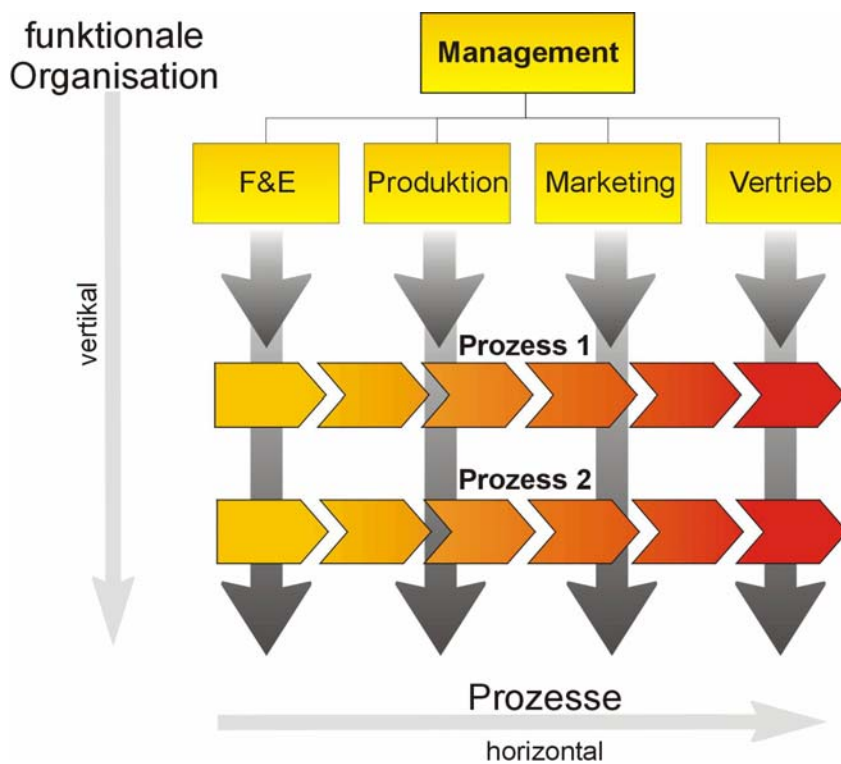 funktionale
Organisation
Management
F&E
Produktion
Marketing
Vertrieb
vertikal
Prozess 1
Prozess 2
Prozesse
horizontal